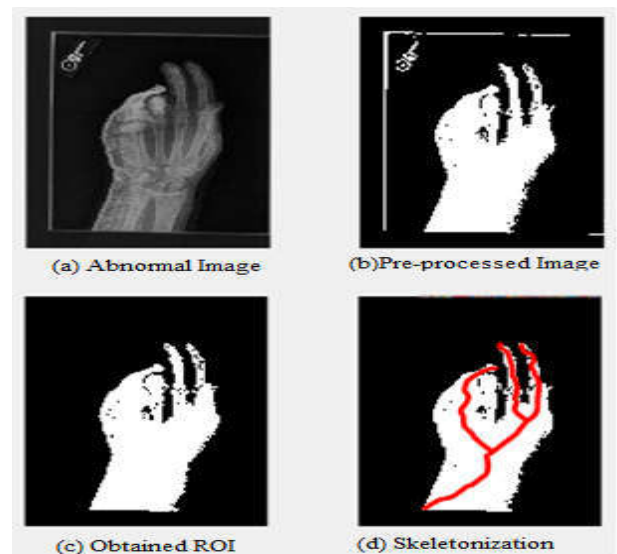 (a) Abnormal Image
(b)Pre-processed Image
(c) Obtained ROI
(d) Skeletonization